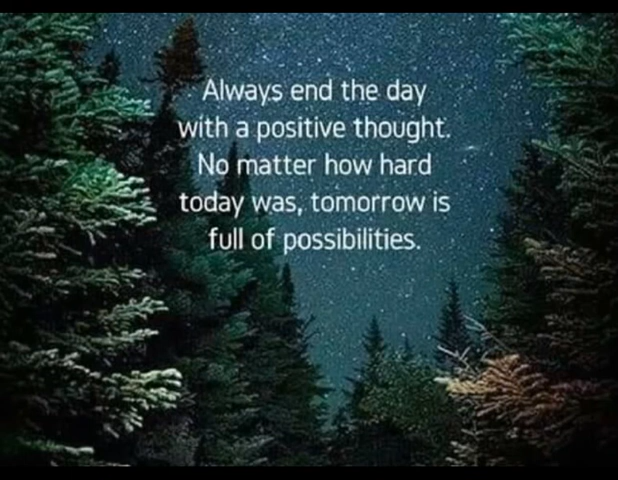 Always end the day
with a positive thought.
No matter how hard
today was, tomorrow is
full of possibilities.